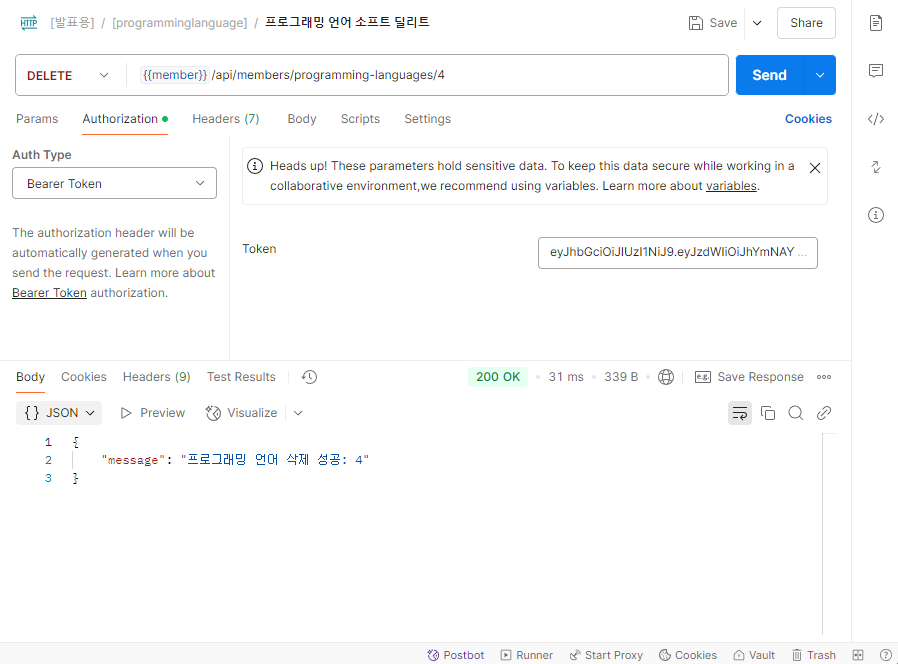 HTTP [발표용] / [programminglanguage] / 프로그래밍 언어 소프트 딜리트 Save Share
DELETE {{member}} /api/members/programming-languages/4 Send
Params Authorization Headers (7) Body Scripts Settings Cookies
Auth Type
Bearer Token
The authorization header will be
automatically generated when you
send the request. Learn more about
Bearer Token authorization.
Heads up! These parameters hold sensitive data. To keep this data secure while working in a
collaborative environment,we recommend using variables. Learn more about variables.
Token eyJhbGciOiJIUzI1NiJ9.eyJzdWIiOiJhYmNAY ...
Body Cookies Headers (9) Test Results 200 OK • 31 ms • 339 B • e.g. Save Response
{} JSON Preview Visualize
1 {
2 "message": "프로그래밍 언어 삭제 성공: 4"
3 }
Postbot Runner Start Proxy Cookies Vault Trash